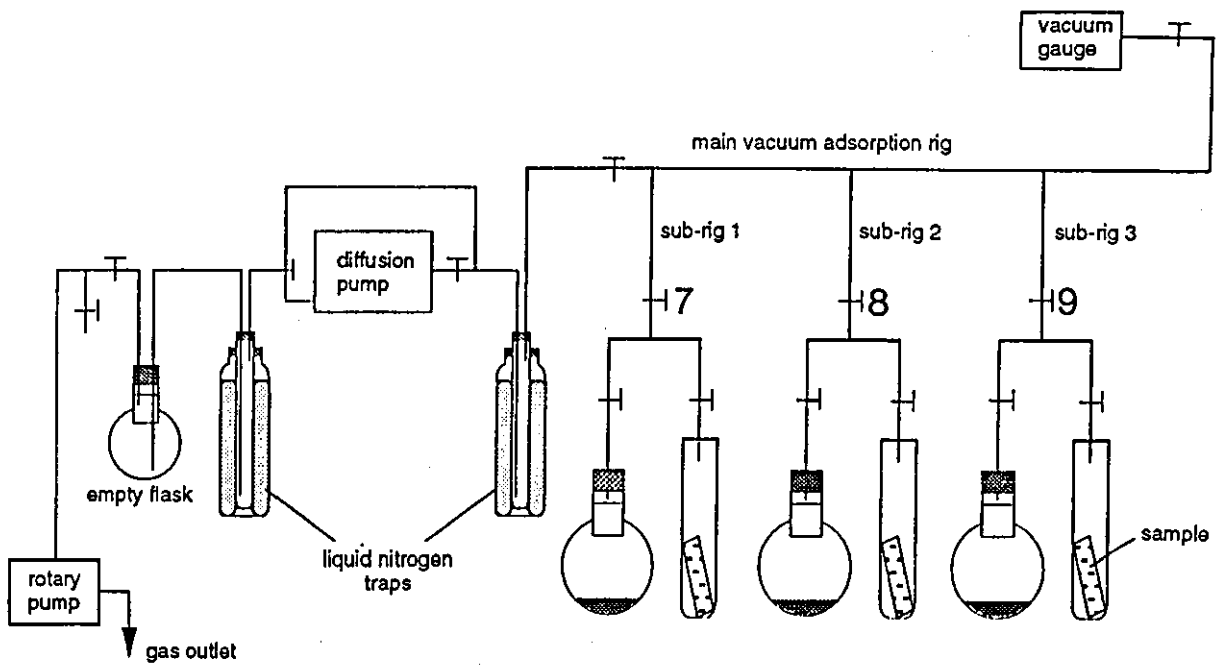 vacuum
gauge
main vacuum adsorption rig
sub-rig 1
sub-rig 2
sub-rig 3
diffusion
pump
7
8
9
empty flask
liquid nitrogen
traps
sample
rotary
pump
gas outlet